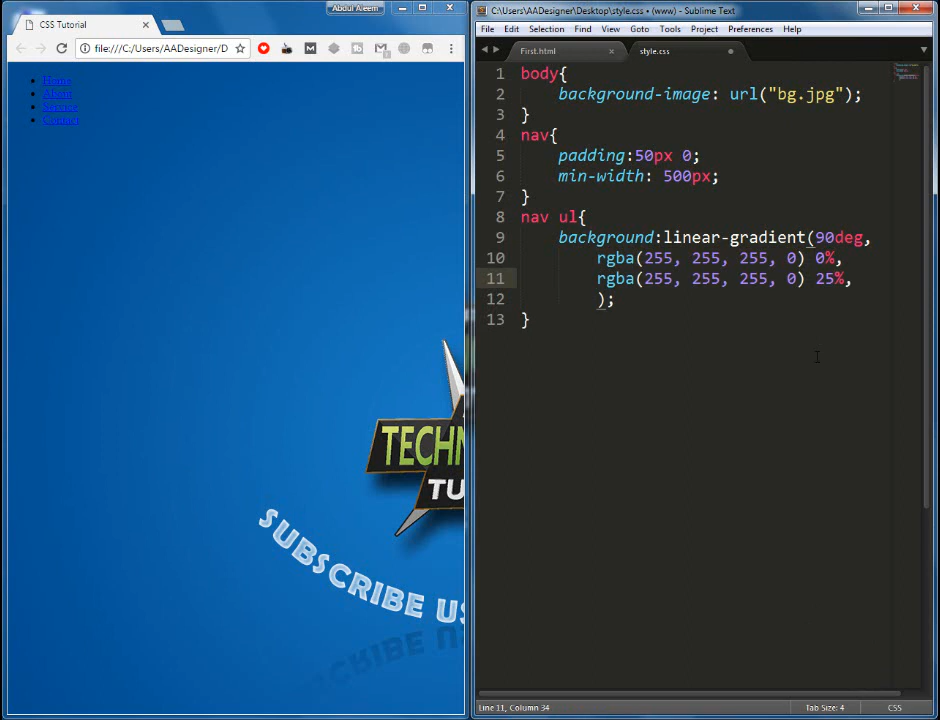 Abdul Aleem
CSS Tutorial
file:///C:/Users/AADesigner/D
Home
About
Service
Contact
TECHN
TU
SUBSCRIBE US
C:\Users\AADesigner\Desktop\style.css • (www) - Sublime Text
File Edit Selection Find View Goto Tools Project Preferences Help
First.html
style.css
1 body{
2 background-image: url("bg.jpg");
3 }
4 nav{
5 padding:50px 0;
6 min-width: 500px;
7 }
8 nav ul{
9 background:linear-gradient(90deg,
10 rgba(255, 255, 255, 0) 0%,
11 rgba(255, 255, 255, 0) 25%,
12 );
13 }
Line 11, Column 34
Tab Size: 4
CSS